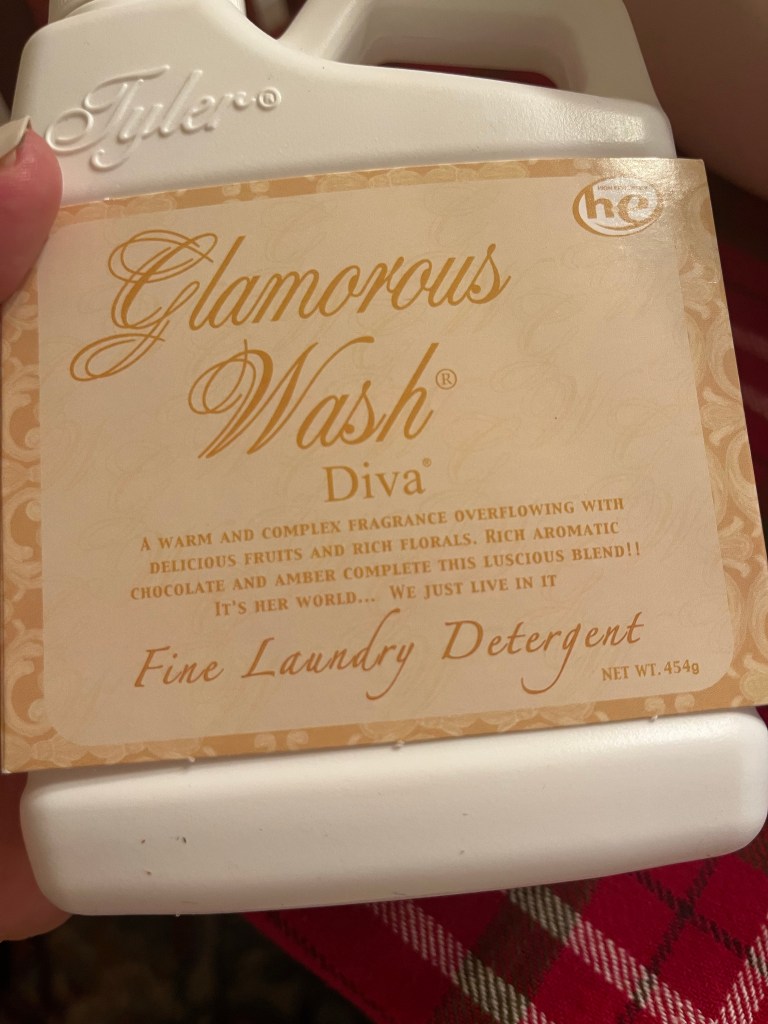 Tyler®
he
Glamorous
Wash®
Diva®
A WARM AND COMPLEX FRAGRANCE OVERFLOWING WITH
DELICIOUS FRUITS AND RICH FLORALS. RICH AROMATIC
CHOCOLATE AND AMBER COMPLETE THIS LUSCIOUS BLEND!!
IT'S HER WORLD... WE JUST LIVE IN IT
Fine Laundry Detergent
NET WT. 454g